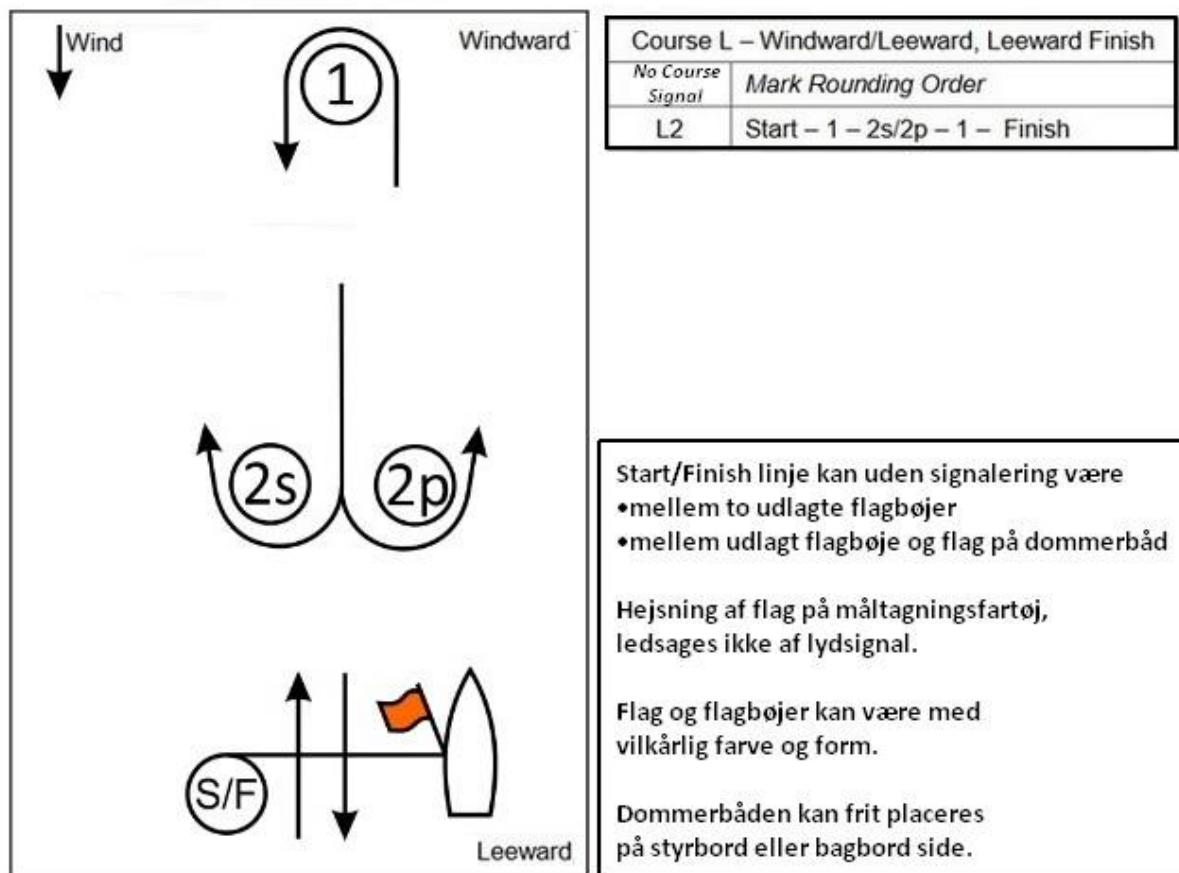 Wind
Windward
1
2s
2p
S/F
Leeward
Course L – Windward/Leeward, Leeward Finish
No Course
Signal
Mark Rounding Order
L2
Start – 1 – 2s/2p – 1 – Finish
Start/Finish linje kan uden signalering være
•mellem to udlagte flagbøjer
•mellem udlagt flagbøje og flag på dommerbåd
Hejsning af flag på måltagningsfartøj,
ledsages ikke af lydsignal.
Flag og flagbøjer kan være med
vilkårlig farve og form.
Dommerbåden kan frit placeres
på styrbord eller bagbord side.